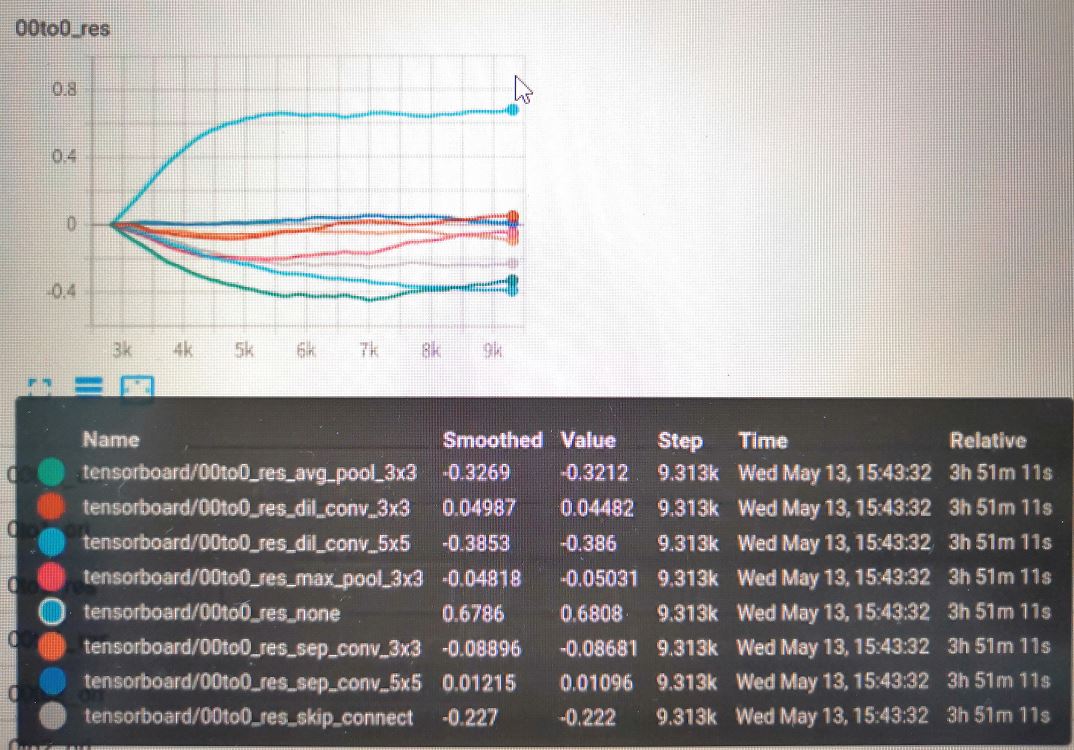 00to0_res
0.8
0.4
0
-0.4
3k 4k 5k 6k 7k 8k 9k
Name Smoothed Value Step Time Relative
tensorboard/00to0_res_avg_pool_3x3 -0.3269 -0.3212 9.313k Wed May 13, 15:43:32 3h 51m 11s
tensorboard/00to0_res_dil_conv_3x3 0.04987 0.04482 9.313k Wed May 13, 15:43:32 3h 51m 11s
tensorboard/00to0_res_dil_conv_5x5 -0.3853 -0.386 9.313k Wed May 13, 15:43:32 3h 51m 11s
tensorboard/00to0_res_max_pool_3x3 -0.04818 -0.05031 9.313k Wed May 13, 15:43:32 3h 51m 11s
tensorboard/00to0_res_none 0.6786 0.6808 9.313k Wed May 13, 15:43:32 3h 51m 11s
tensorboard/00to0_res_sep_conv_3x3 -0.08896 -0.08681 9.313k Wed May 13, 15:43:32 3h 51m 11s
tensorboard/00to0_res_sep_conv_5x5 0.01215 0.01096 9.313k Wed May 13, 15:43:32 3h 51m 11s
tensorboard/00to0_res_skip_connect -0.227 -0.222 9.313k Wed May 13, 15:43:32 3h 51m 11s